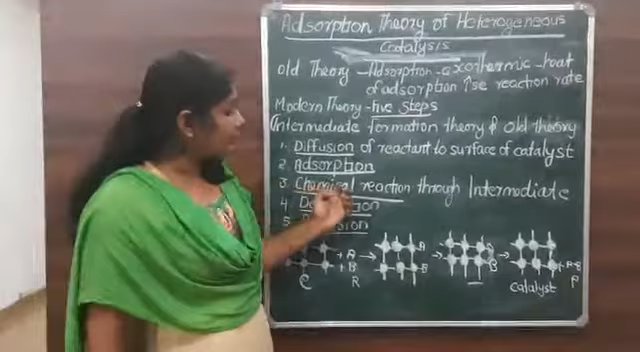 Adsorption Theory of Heterogeneous
Catalysis
Old Theory - Adsorption - exothermic - heat
of adsorption ↑se reaction rate
Modern Theory - five steps
(Intermediate formation theory & old theory
1. Diffusion of reactant to surface of catalyst
2. Adsorption
3. Chemical reaction through Intermediate
4.
5.
+ A → A → → 
+ B B B + A-B
C R Catalyst P